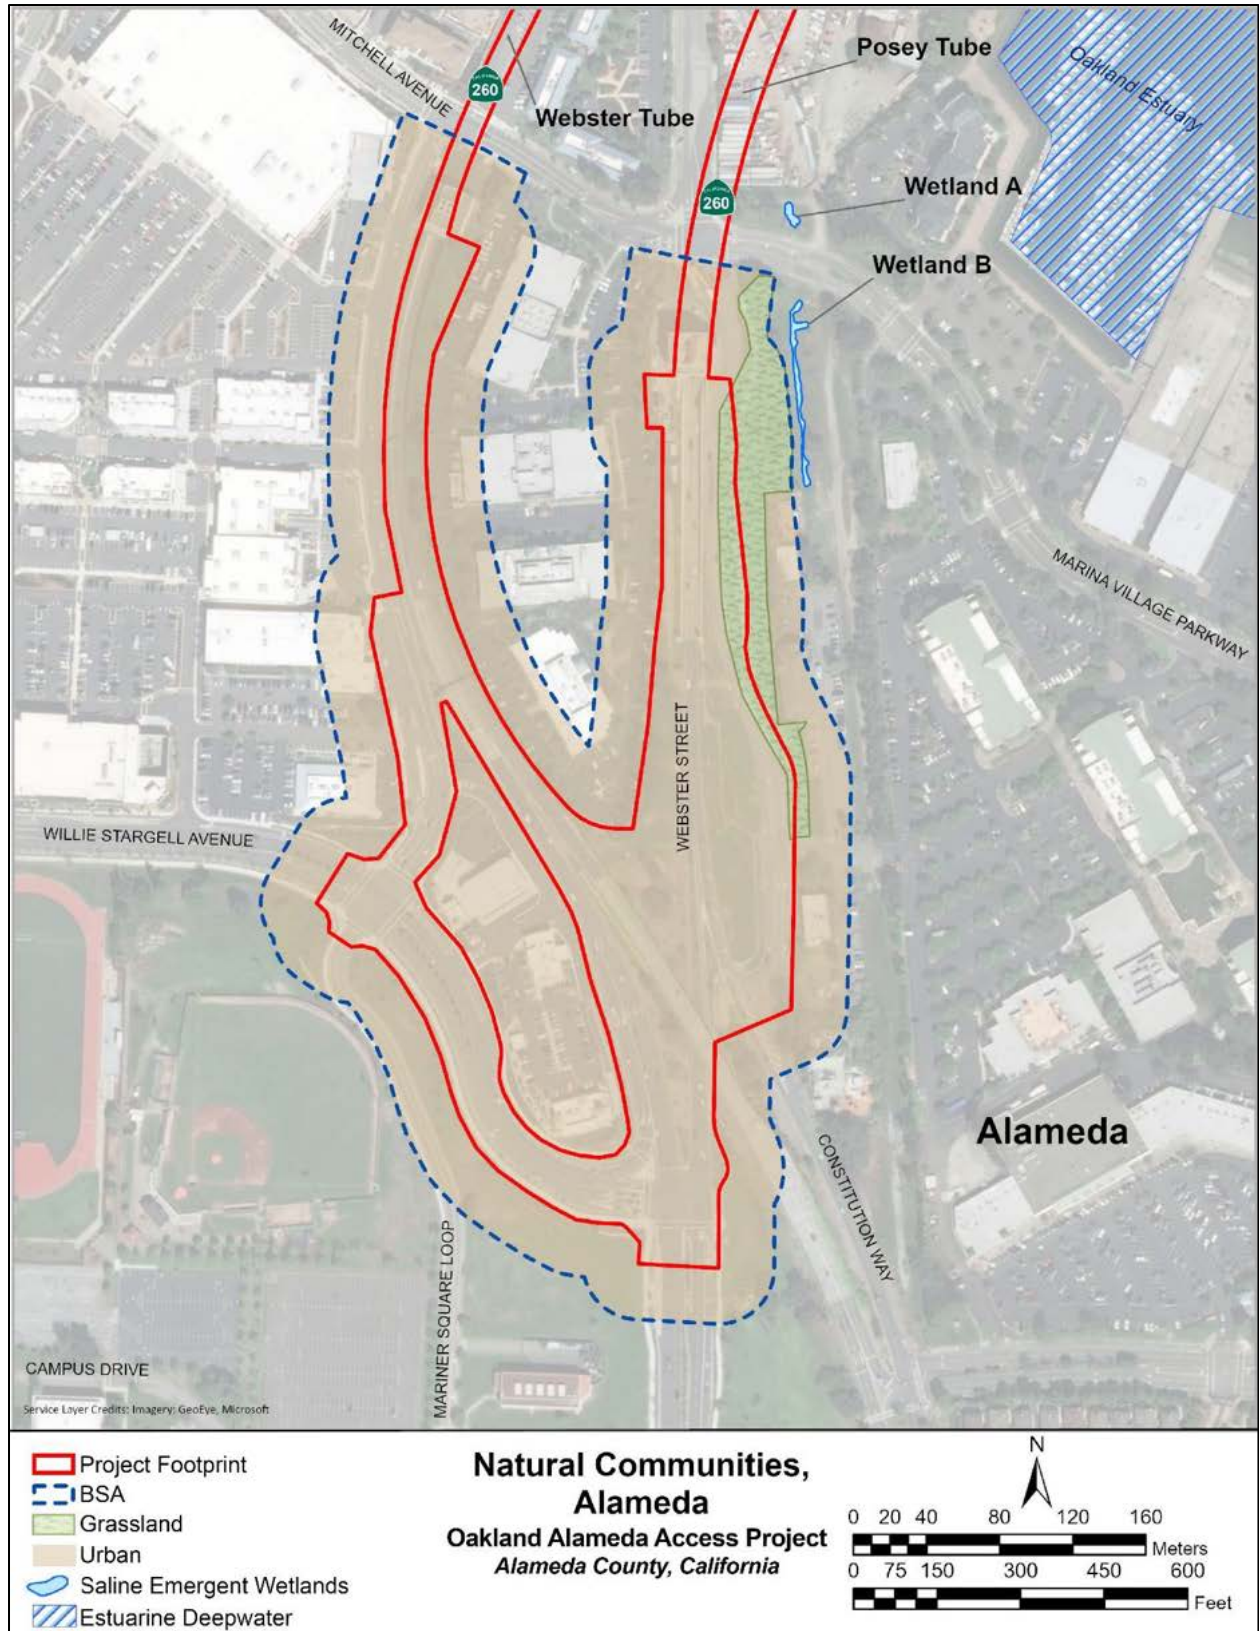 MITCHELL AVENUE
260
Webster Tube
Posey Tube
Oakland Estuary
260
Wetland A
Wetland B
MARINA VILLAGE PARKWAY
WEBSTER STREET
WILLIE STARGELL AVENUE
Alameda
CONSTITUTION WAY
MARINER SQUARE LOOP
CAMPUS DRIVE
Service Layer Credits: Imagery: GeoEye, Microsoft
Project Footprint
BSA
Grassland
Urban
Saline Emergent Wetlands
Estuarine Deepwater
Natural Communities,
Alameda
Oakland Alameda Access Project
Alameda County, California
N
0 20 40 80 120 160
Meters
0 75 150 300 450 600
Feet